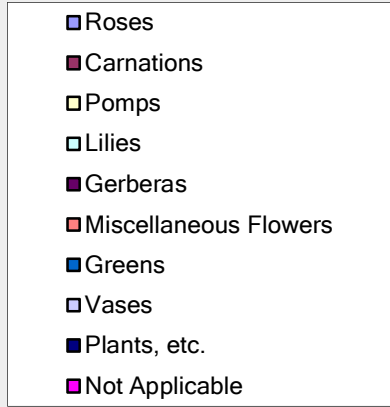 Roses
Carnations
Pomps
Lilies
Gerberas
Miscellaneous Flowers
Greens
Vases
Plants, etc.
Not Applicable